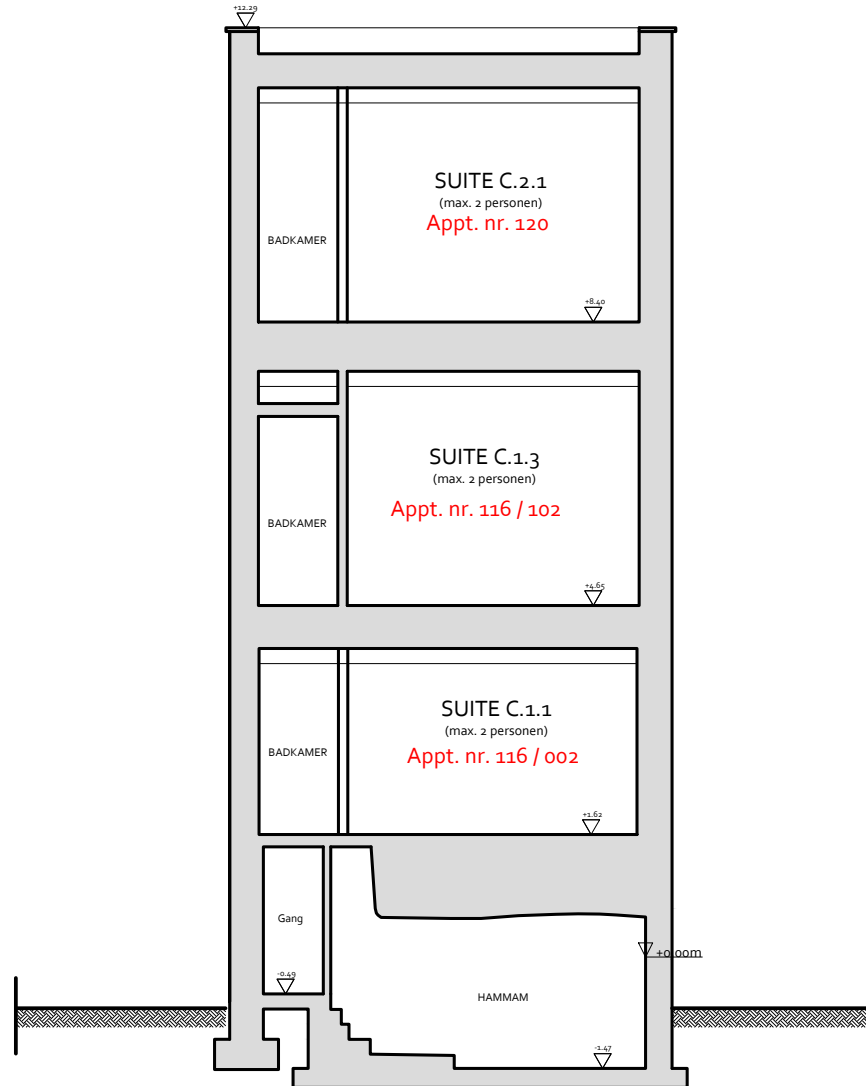 +12.29
SUITE C.2.1
(max. 2 personen)
Appt. nr. 120
BADKAMER
+8.40
SUITE C.1.3
(max. 2 personen)
Appt. nr. 116 / 102
BADKAMER
+4.65
SUITE C.1.1
(max. 2 personen)
Appt. nr. 116 / 002
BADKAMER
+1.62
Gang
+0.00m
-0.49
HAMMAM
-1.47